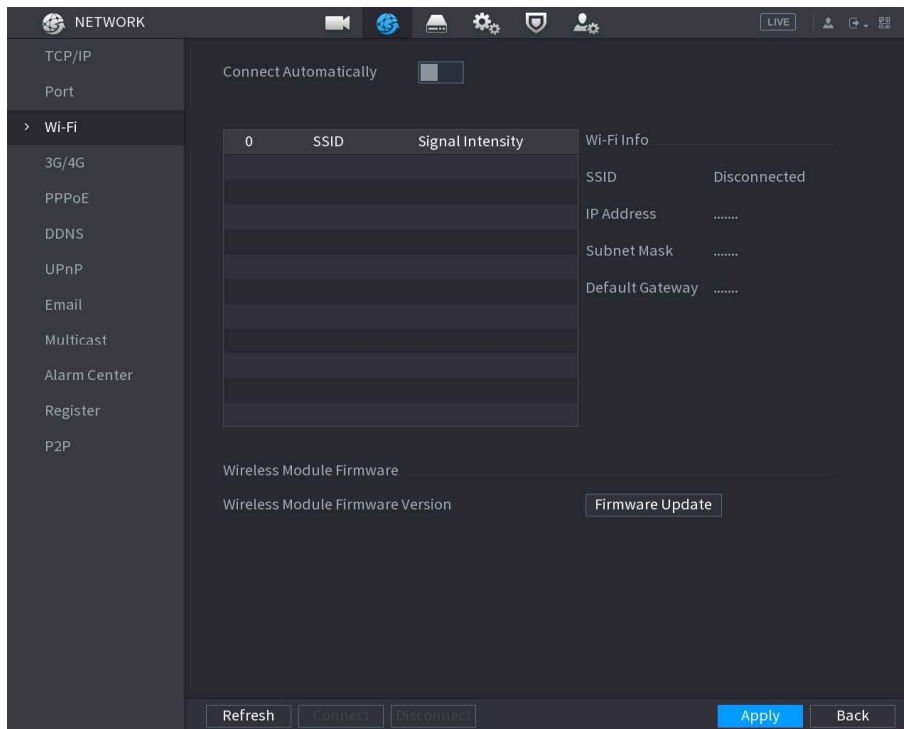 NETWORK
LIVE
TCP/IP
Port
> Wi-Fi
3G/4G
PPPoE
DDNS
UPnP
Email
Multicast
Alarm Center
Register
P2P
Connect Automatically
0 SSID Signal Intensity
Wi-Fi Info
SSID Disconnected
IP Address .......
Subnet Mask .......
Default Gateway .......
Wireless Module Firmware
Wireless Module Firmware Version Firmware Update
Refresh Connect Disconnect Apply Back